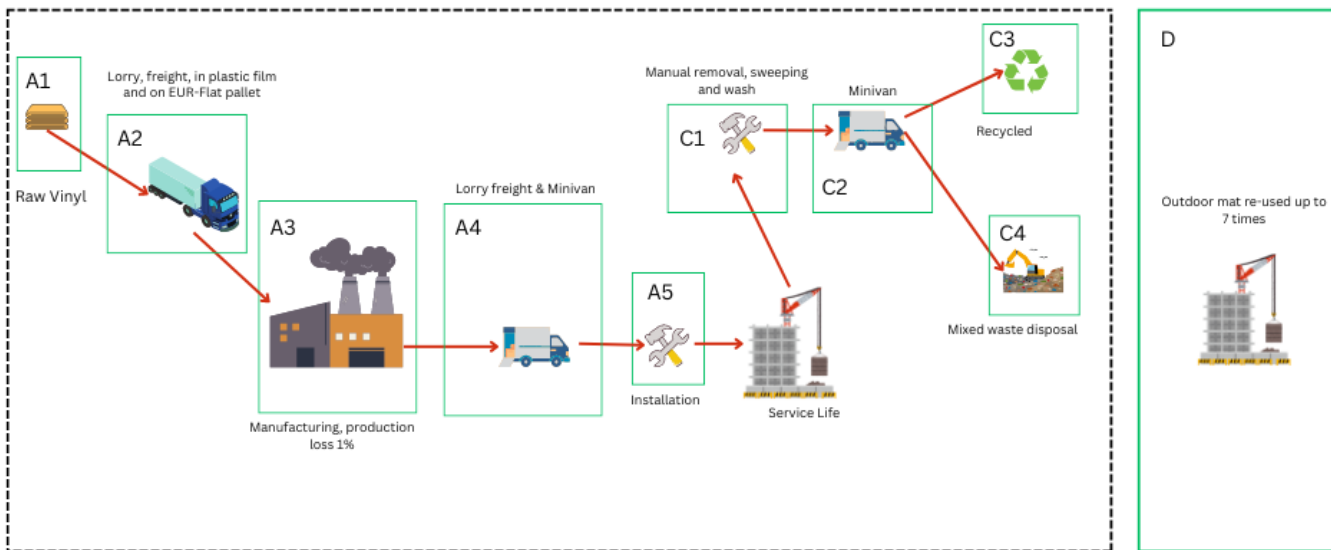 A1
Raw Vinyl
Lorry, freight, in plastic film
and on EUR-Flat pallet
A2
A3
Manufacturing, production
loss 1%
Lorry freight & Minivan
A4
A5
Installation
Service Life
Manual removal, sweeping
and wash
C1
Minivan
C2
C3
Recycled
C4
Mixed waste disposal
D
Outdoor mat re-used up to
7 times